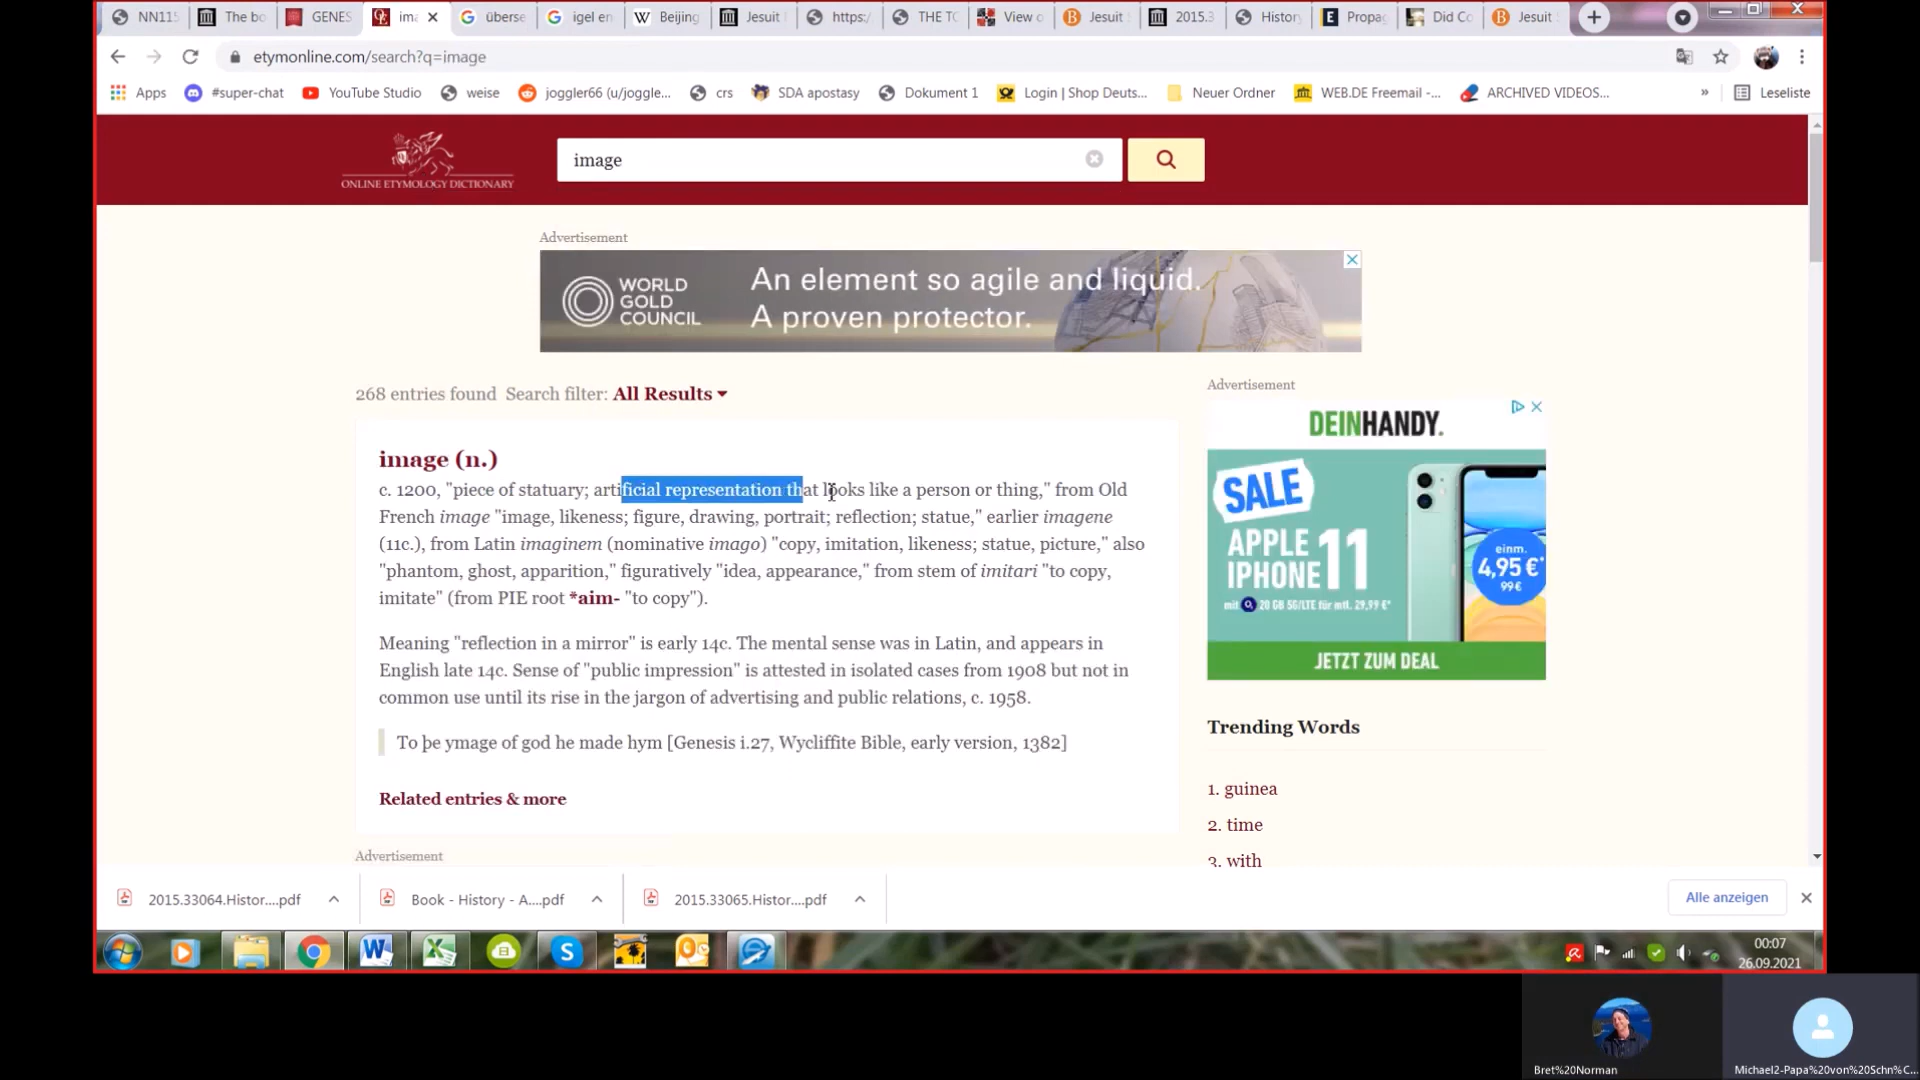 NN115
The bo
GENES
ima
überse
igel en
Beijing
Jesuit
https:/
THE TO
View o
Jesuit
2015.3
History
Propa
Did Co
Jesuit
etymonline.com/search?q=image
Apps
#super-chat
YouTube Studio
weise
joggler66 (u/joggle...
crs
SDA apostasy
Dokument 1
Login | Shop Deuts...
Neuer Ordner
WEB.DE Freemail -...
ARCHIVED VIDEOS...
»
Leseliste
ONLINE ETYMOLOGY DICTIONARY
image
Advertisement
WORLD
GOLD
COUNCIL
An element so agile and liquid.
A proven protector.
268 entries found Search filter: All Results
Advertisement
DEINHANDY.
SALE
APPLE
IPHONE 11
einm.
4,95 €*
99 €
mit 20 GB 5G/LTE für mtl. 29,99 €*
JETZT ZUM DEAL
image (n.)
c. 1200, "piece of statuary; artificial representation that looks like a person or thing," from Old
French image "image, likeness; figure, drawing, portrait; reflection; statue," earlier imagene
(11c.), from Latin imaginem (nominative imago) "copy, imitation, likeness; statue, picture," also
"phantom, ghost, apparition," figuratively "idea, appearance," from stem of imitari "to copy,
imitate" (from PIE root *aim- "to copy").
Meaning "reflection in a mirror" is early 14c. The mental sense was in Latin, and appears in
English late 14c. Sense of "public impression" is attested in isolated cases from 1908 but not in
common use until its rise in the jargon of advertising and public relations, c. 1958.
To þe ymage of god he made hym [Genesis i.27, Wycliffite Bible, early version, 1382]
Related entries & more
Trending Words
1. guinea
2. time
3. with
Advertisement
2015.33064.Histor....pdf
Book - History - A....pdf
2015.33065.Histor....pdf
Alle anzeigen
00:07
26.09.2021
Bret%20Norman
Michael2-Papa%20von%20Schn%C...